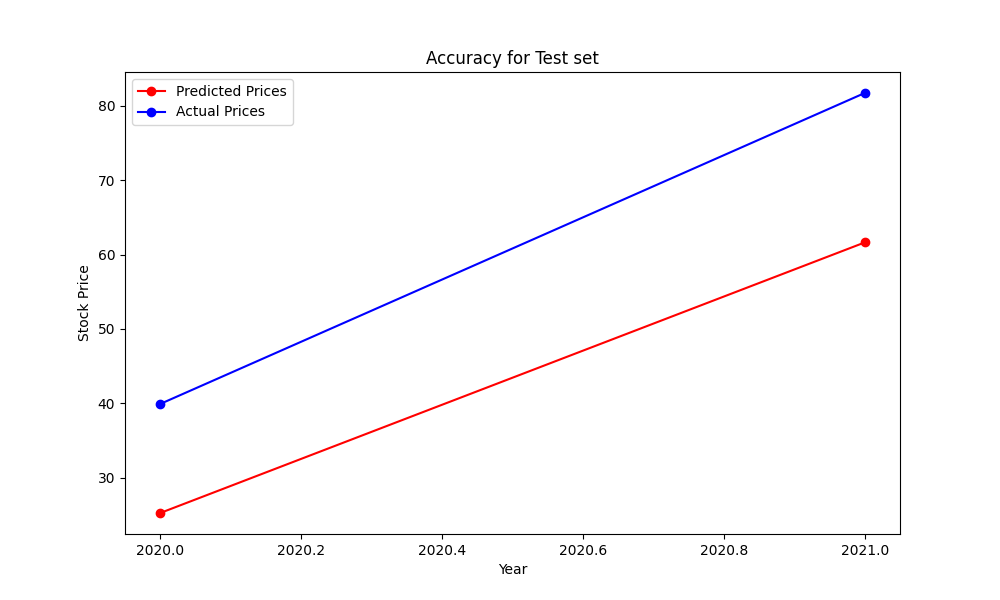 Accuracy for Test set
Predicted Prices
Actual Prices
80
70
60
50
40
30
Stock Price
2020.0 2020.2 2020.4 2020.6 2020.8 2021.0
Year